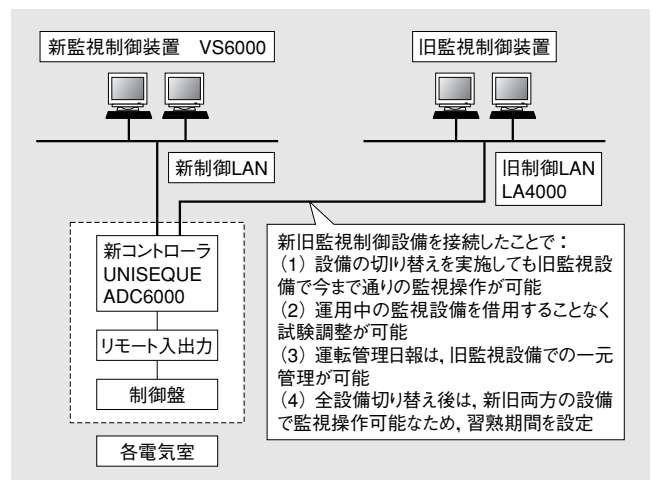 新監視制御装置　VS6000
旧監視制御装置
新制御LAN
旧制御LAN
LA4000
新コントローラ
UNISEQUE
ADC6000
リモート入出力
制御盤
各電気室
新旧監視制御設備を接続したことで：
（1）設備の切り替えを実施しても旧監視設
備で今まで通りの監視操作が可能
（2）運用中の監視設備を借用することなく
試験調整が可能
（3）運転管理日報は，旧監視設備での一元
管理が可能
（4）全設備切り替え後は，新旧両方の設備
で監視操作可能なため，習熟期間を設定